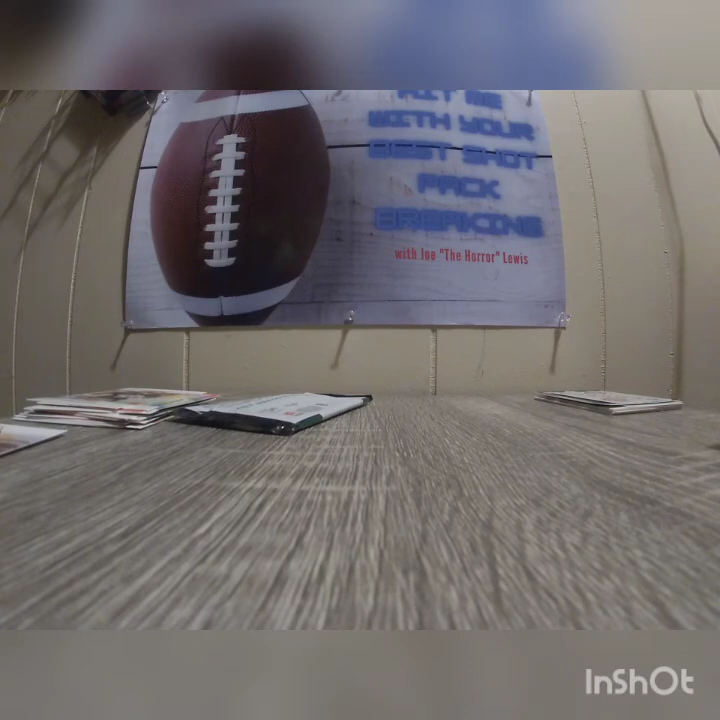 HIT ME
WITH YOUR
BEST SHOT
PACK
BREAKING
with Joe "The Horror" Lewis
InShOt